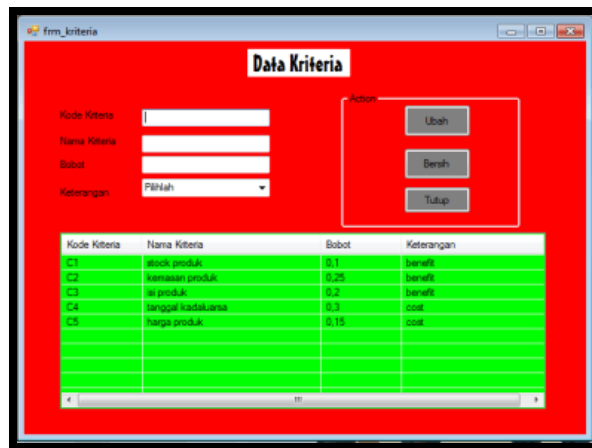 frm_kriteria
Data Kriteria
Action
Kode Kriteria
Ubah
Nama Kriteria
Bobot
Bersih
Keterangan Pilihlah
Tutup
Kode Kriteria Nama Kriteria Bobot Keterangan
C1 stock produk 0,1 benefit
C2 kemasan produk 0,25 benefit
C3 isi produk 0,2 benefit
C4 tanggal kadaluarsa 0,3 cost
C5 harga produk 0,15 cost